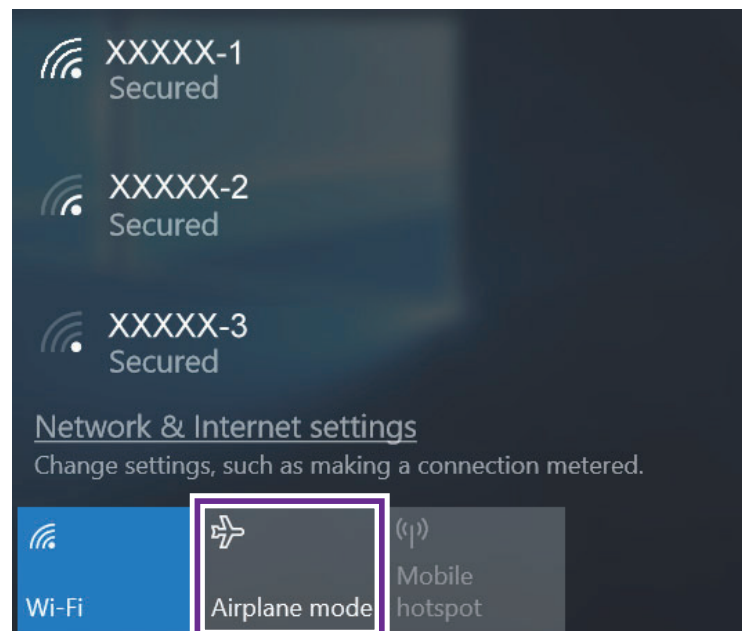 XXXXX-1
Secured
XXXXX-2
Secured
XXXXX-3
Secured
Network & Internet settings
Change settings, such as making a connection metered.
Wi-Fi
Airplane mode
Mobile
hotspot